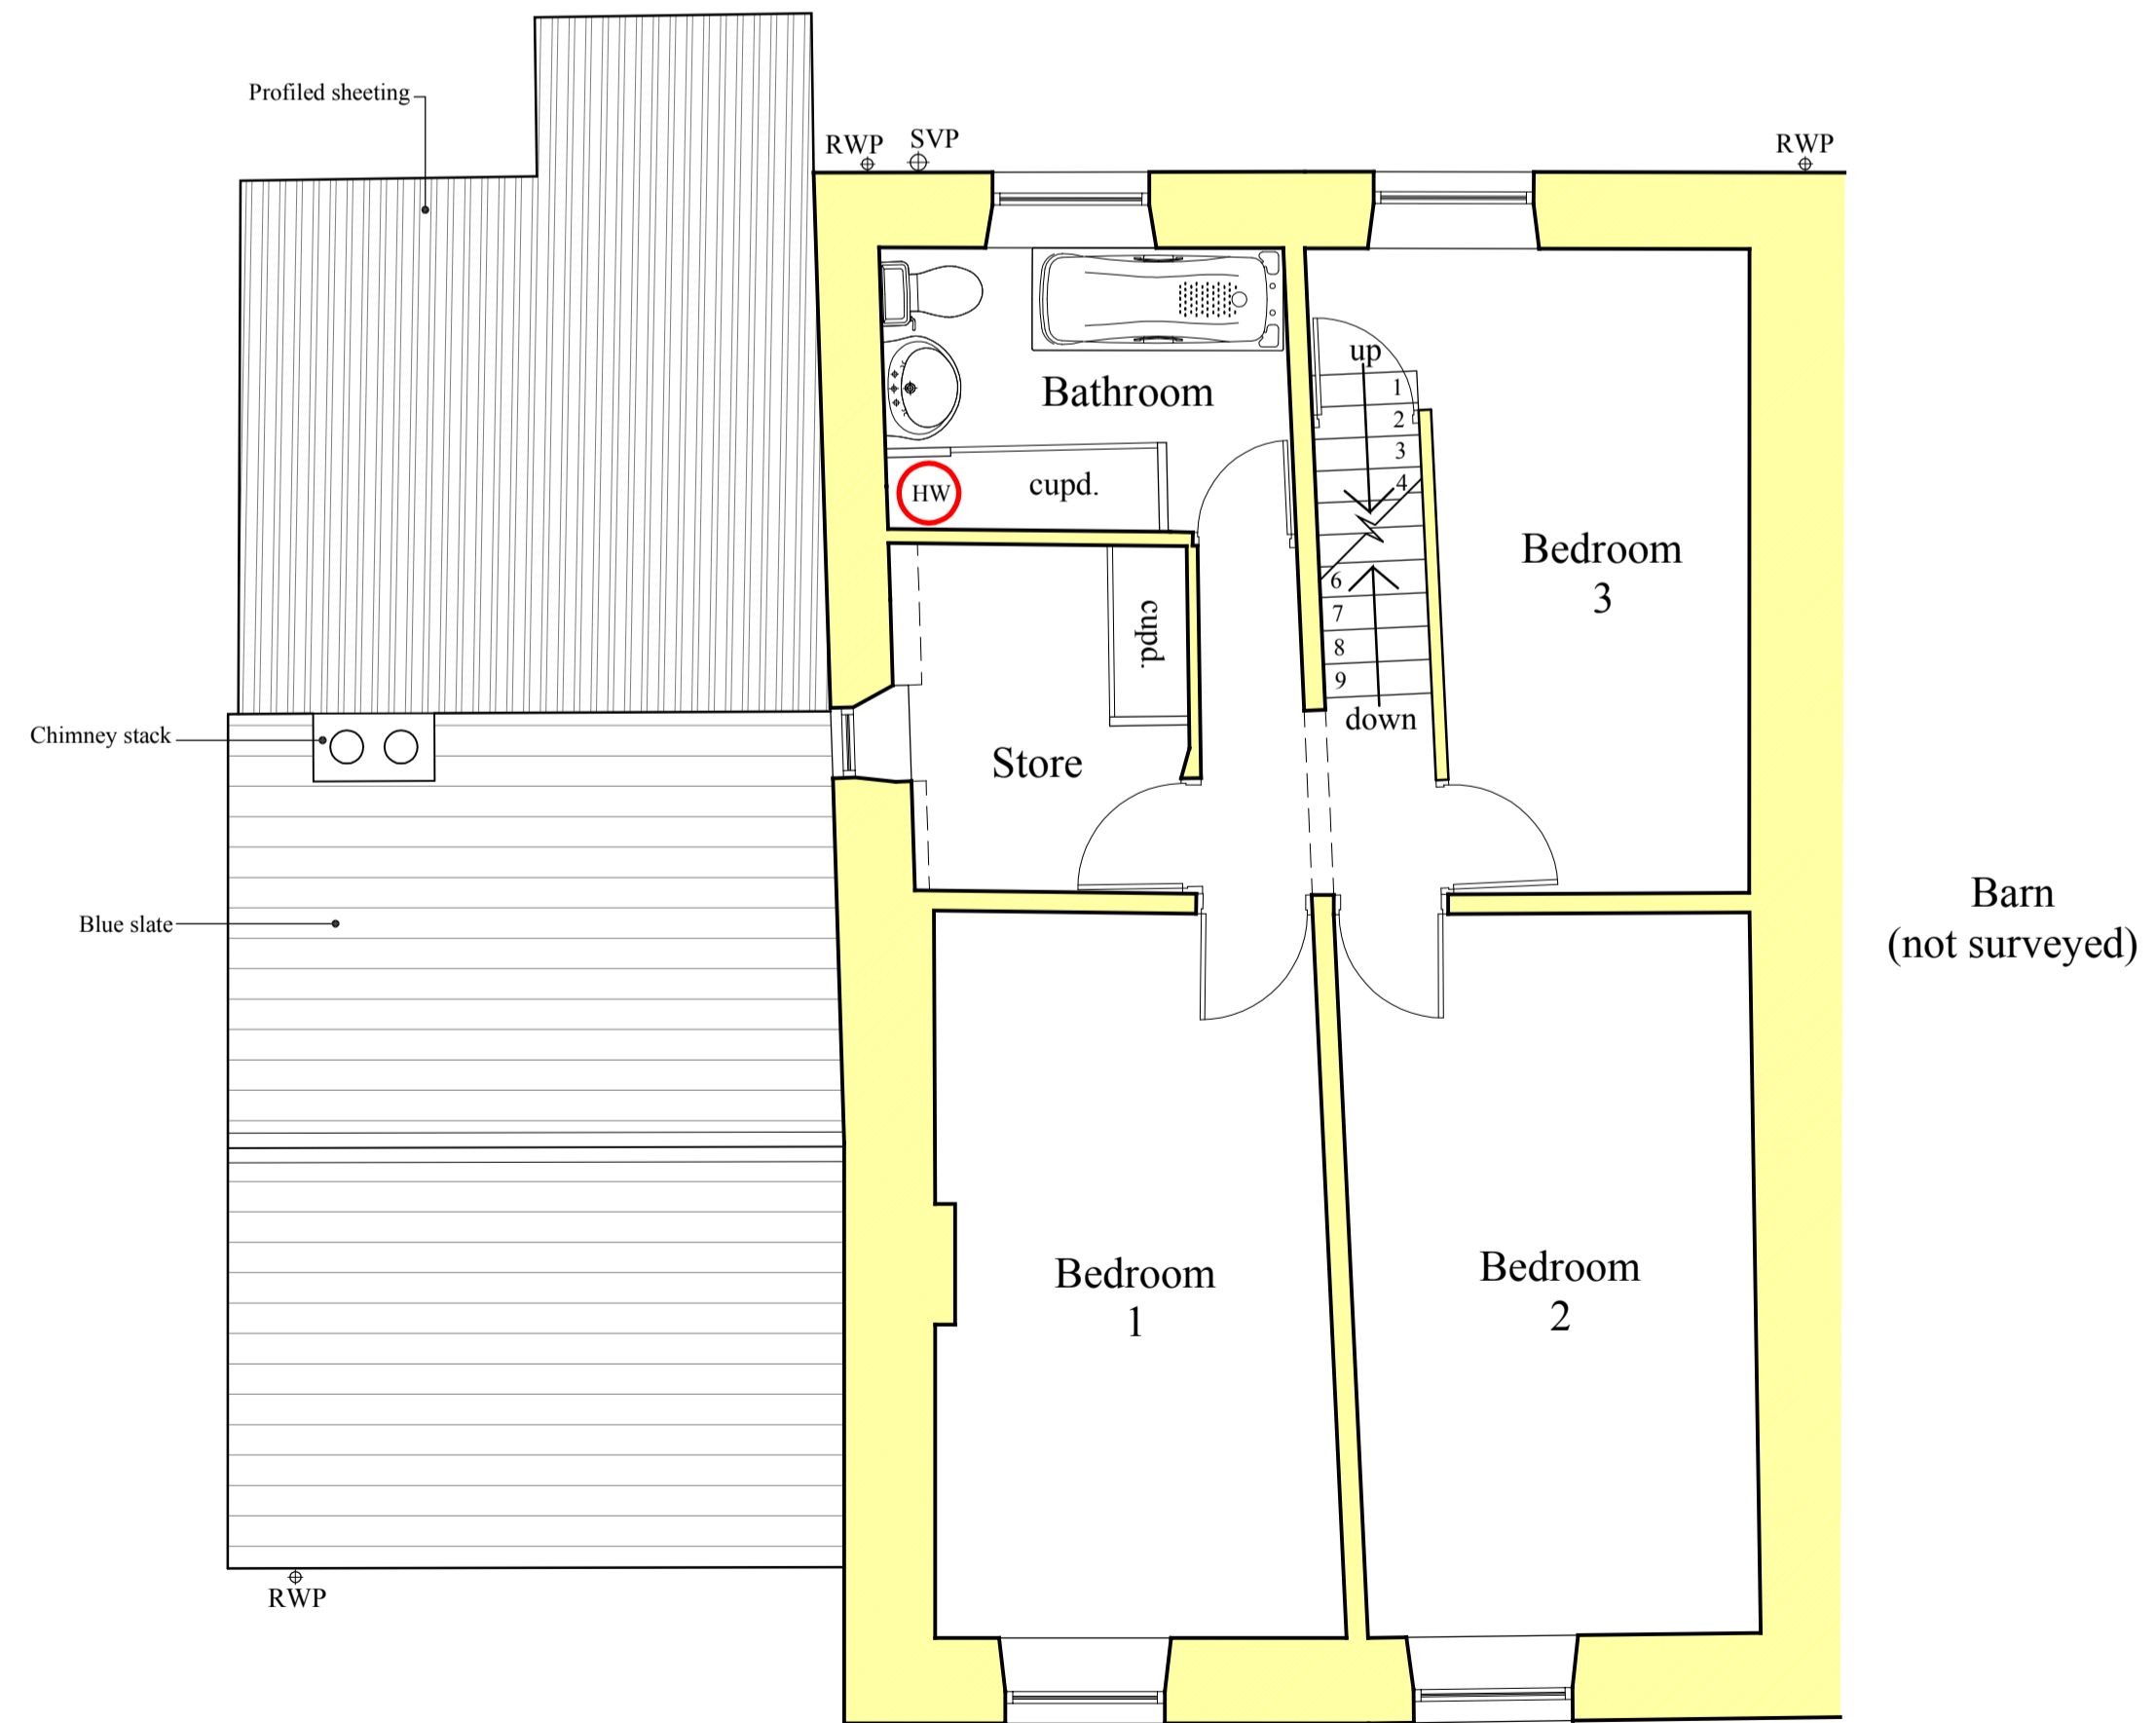 Profiled sheeting
RWP
SVP
RWP
up
1
2
3
4
Bathroom
HW
cupd.
Bedroom
3
6
7
8
9
down
cupd.
Store
Chimney stack
Blue slate
Barn
(not surveyed)
Bedroom
1
Bedroom
2
RWP